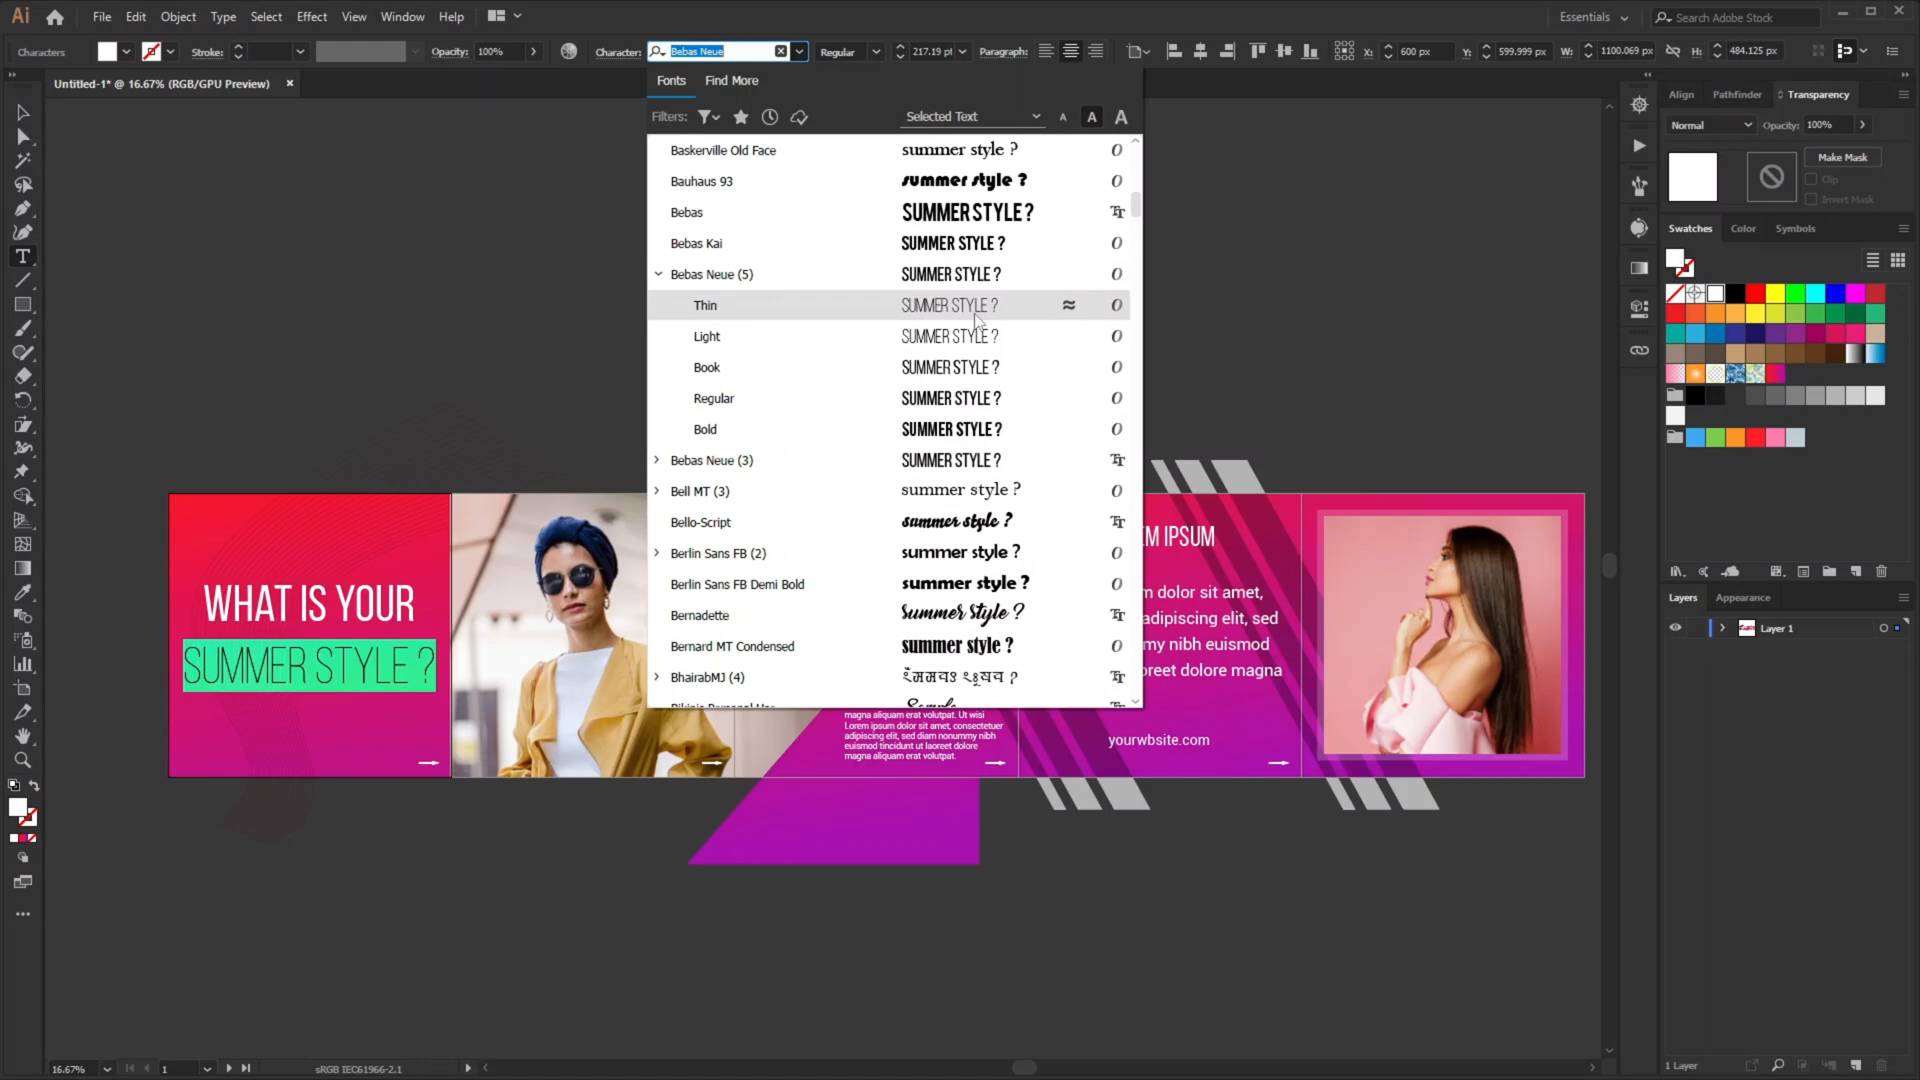 Ai File Edit Object Type Select Effect View Window Help Essentials Search Adobe Stock
Characters Stroke: Opacity: 100% Character: Bebas Neue Regular 217.19 pt Paragraph: X: 600 px Y: 599.999 px W: 1100.069 px H: 484.125 px
Untitled-1* @ 16.67% (RGB/GPU Preview)
Fonts Find More
Filters: Selected Text A A A
Baskerville Old Face summer style ? O
Bauhaus 93 summer style ? O
Bebas SUMMER STYLE ? TT
Bebas Kai SUMMER STYLE ? O
Bebas Neue (5) SUMMER STYLE ? O
Thin SUMMER STYLE ? ≈ O
Light SUMMER STYLE ? O
Book SUMMER STYLE ? O
Regular SUMMER STYLE ? O
Bold SUMMER STYLE ? O
Bebas Neue (3) SUMMER STYLE ? TT
Bell MT (3) summer style ? O
Bello-Script summer style ? TT
Berlin Sans FB (2) summer style ? O
Berlin Sans FB Demi Bold summer style ? O
Bernadette summer style ? TT
Bernard MT Condensed summer style ? O
BhairabMJ (4) TT
WHAT IS YOUR
SUMMER STYLE ?
magna aliquam erat volutpat. Ut wisi
Lorem ipsum dolor sit amet, consectetuer
adipiscing elit, sed diam nonummy nibh
euismod tincidunt ut laoreet dolore
magna aliquam erat volutpat.
EM IPSUM
m dolor sit amet,
adipiscing elit, sed
my nibh euismod
oreet dolore magna
yourwbsite.com
Align Pathfinder Transparency
Normal Opacity: 100%
Make Mask
Clip
Invert Mask
Swatches Color Symbols
Layers Appearance
Layer 1
16.67% 1 sRGB IEC61966-2.1 1 Layer